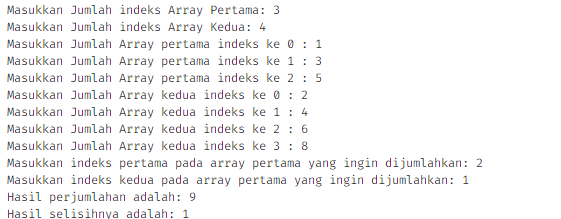 Masukkan Jumlah indeks Array Pertama: 3
Masukkan Jumlah indeks Array Kedua: 4
Masukkan Jumlah Array pertama indeks ke 0 : 1
Masukkan Jumlah Array pertama indeks ke 1 : 3
Masukkan Jumlah Array pertama indeks ke 2 : 5
Masukkan Jumlah Array kedua indeks ke 0 : 2
Masukkan Jumlah Array kedua indeks ke 1 : 4
Masukkan Jumlah Array kedua indeks ke 2 : 6
Masukkan Jumlah Array kedua indeks ke 3 : 8
Masukkan indeks pertama pada array pertama yang ingin dijumlahkan: 2
Masukkan indeks kedua pada array pertama yang ingin dijumlahkan: 1
Hasil perjumlahan adalah: 9
Hasil selisihnya adalah: 1